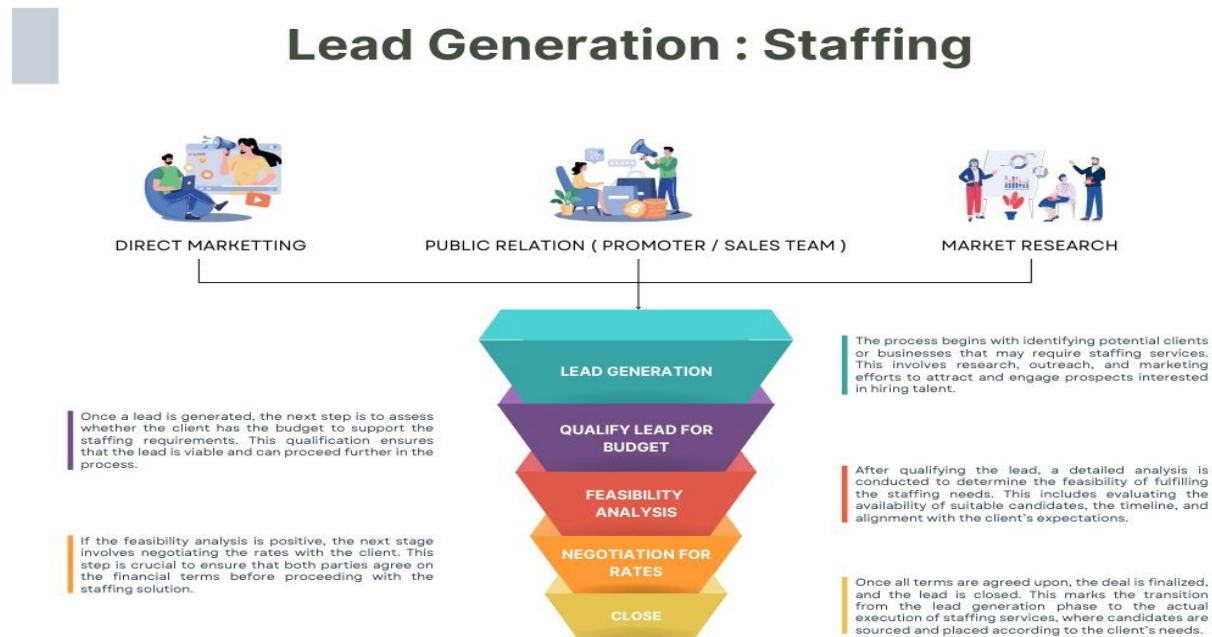 Lead Generation : Staffing
DIRECT MARKETTING
PUBLIC RELATION ( PROMOTER / SALES TEAM )
MARKET RESEARCH
LEAD GENERATION
The process begins with identifying potential clients
or businesses that may require staffing services.
This involves research, outreach, and marketing
efforts to attract and engage prospects interested
in hiring talent.
QUALIFY LEAD FOR
BUDGET
Once a lead is generated, the next step is to assess
whether the client has the budget to support the
staffing requirements. This qualification ensures
that the lead is viable and can proceed further in the
process.
FEASIBILITY
ANALYSIS
After qualifying the lead, a detailed analysis is
conducted to determine the feasibility of fulfilling
the staffing needs. This includes evaluating the
availability of suitable candidates, the timeline, and
alignment with the client's expectations.
NEGOTIATION FOR
RATES
If the feasibility analysis is positive, the next stage
involves negotiating the rates with the client. This
step is crucial to ensure that both parties agree on
the financial terms before proceeding with the
staffing solution.
CLOSE
Once all terms are agreed upon, the deal is finalized,
and the lead is closed. This marks the transition
from the lead generation phase to the actual
execution of staffing services, where candidates are
sourced and placed according to the client's needs.